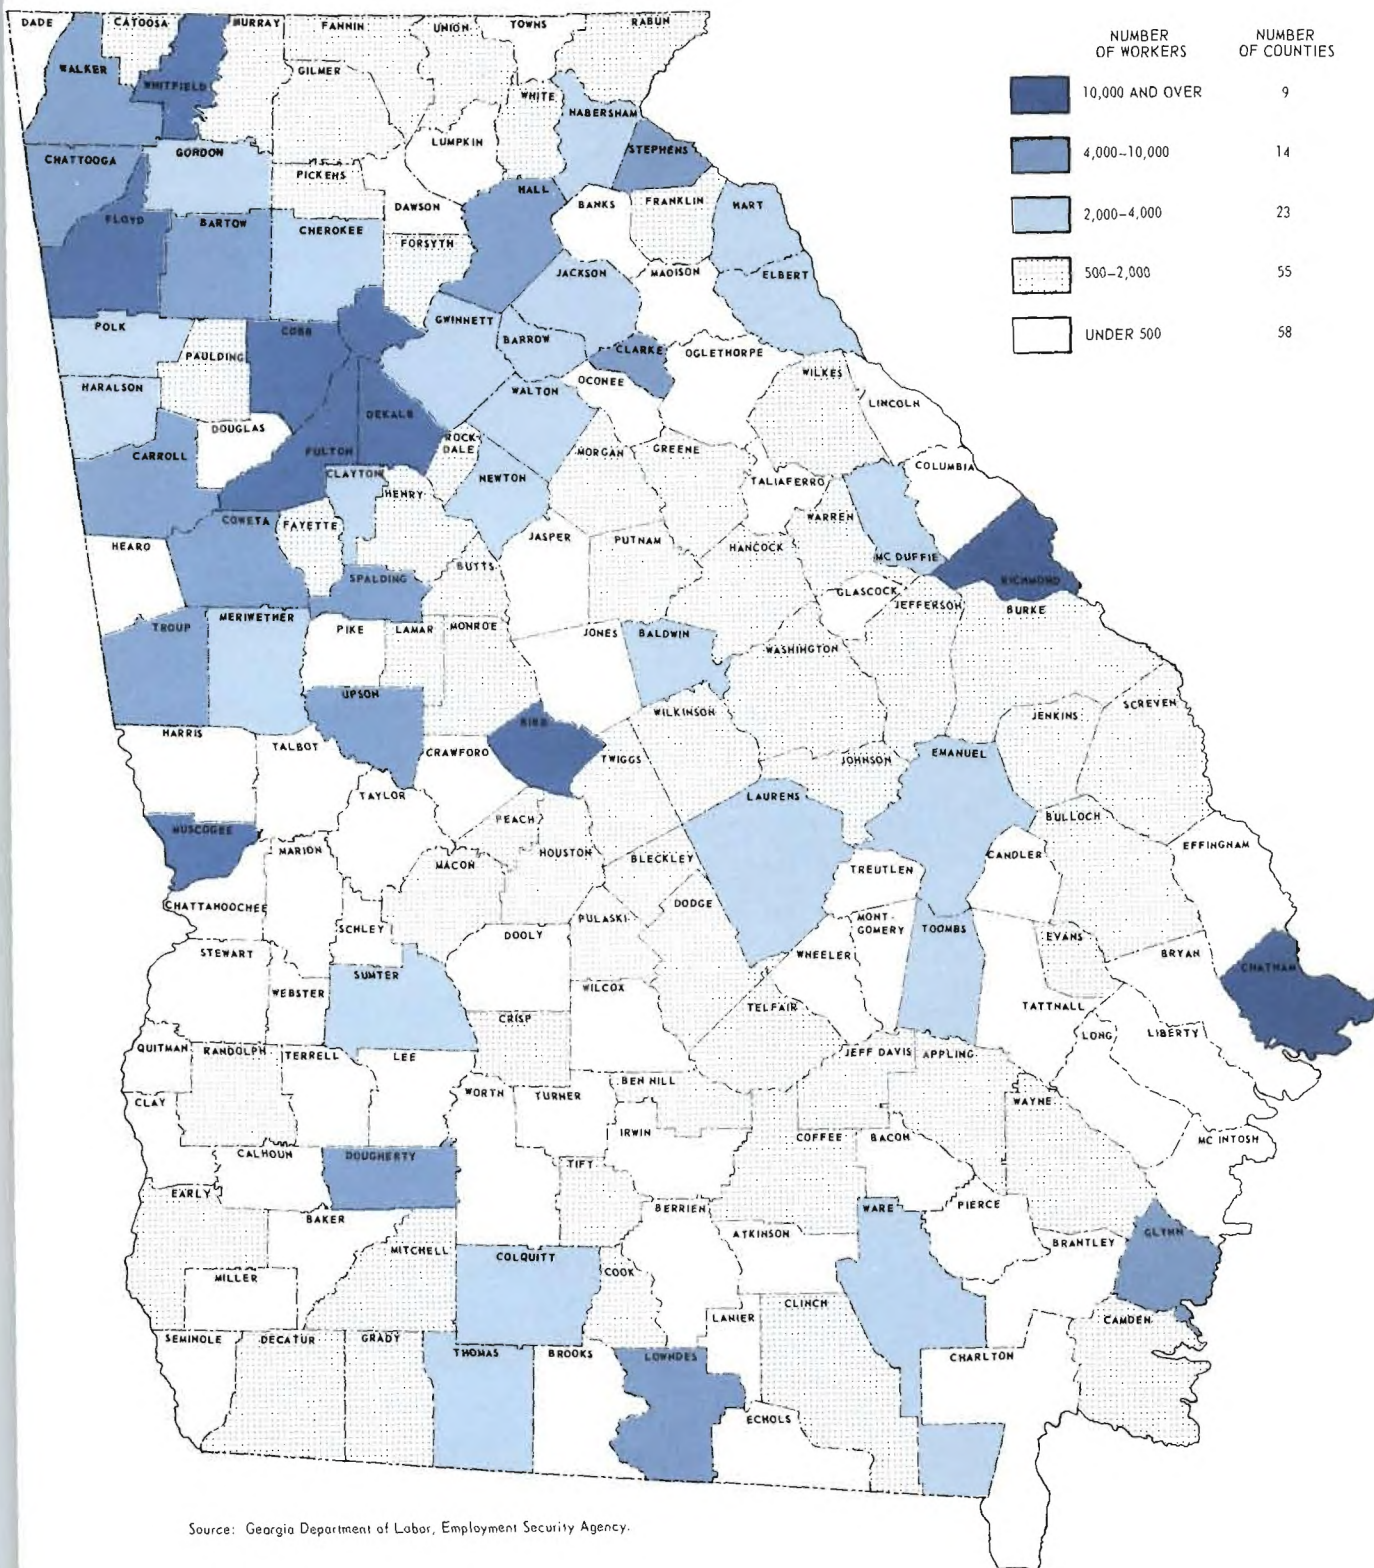 NUMBER OF WORKERS NUMBER OF COUNTIES
10,000 AND OVER 9
4,000–10,000 14
2,000–4,000 23
500–2,000 55
UNDER 500 58
DADE CATOOSA MURRAY FANNIN UNION TOWNS RABUN
WALKER WHITFIELD GILMER WHITE HABERSHAM
CHATTOOGA GORDON LUMPKIN STEPHENS
PICKENS HALL BANKS FRANKLIN HART
FLOYD BARTOW CHEROKEE DAWSON
FORSYTH JACKSON MADISON ELBERT
POLK COBB GWINNETT BARROW CLARKE OGLETHORPE
PAULDING WILKES
HARALSON WALTON OCONEE LINCOLN
DOUGLAS DEKALB
CARROLL FULTON ROCK-
DALE MORGAN GREENE COLUMBIA
CLAYTON NEWTON TALIAFERRO
HENRY
COWETA FAYETTE WARREN
HEARO JASPER PUTNAM HANCOCK MC DUFFIE
SPALDING BUTTS RICHMOND
GLASCOCK JEFFERSON BURKE
TROUP MERIWETHER PIKE LAMAR MONROE JONES BALDWIN WASHINGTON
UPSON WILKINSON SCREVEN
BIBB JENKINS
HARRIS TALBOT CRAWFORO TWIGGS JOHNSON EMANUEL
TAYLOR LAURENS
MUSCOGEE PEACH BULLOCH
MARION MACON HOUSTON BLECKLEY TREUTLEN CANDLER EFFINGHAM
CHATTAHOOCHEE SCHLEY DOOLY PULASKI DODGE MONT-
GOMERY TOOMBS EVANS
STEWART SUMTER WHEELER BRYAN CHATHAM
WEBSTER WILCOX TELFAIR TATTNALL
CRISP LONG LIBERTY
QUITMAN RANDOLPH TERRELL LEE JEFF DAVIS APPLING
CLAY WORTH TURNER BEN HILL WAYNE
IRWIN COFFEE BACON MC INTOSH
CALHOUN DOUGHERTY TIFT
EARLY BERRIEN WARE PIERCE
BAKER ATKINSON BRANTLEY GLYNN
MITCHELL COLQUITT COOK
MILLER CLINCH
SEMINOLE DECATUR GRADY THOMAS BROOKS LOWNDES LANIER CHARLTON CAMDEN
ECHOLS
Source: Georgia Department of Labor, Employment Security Agency.